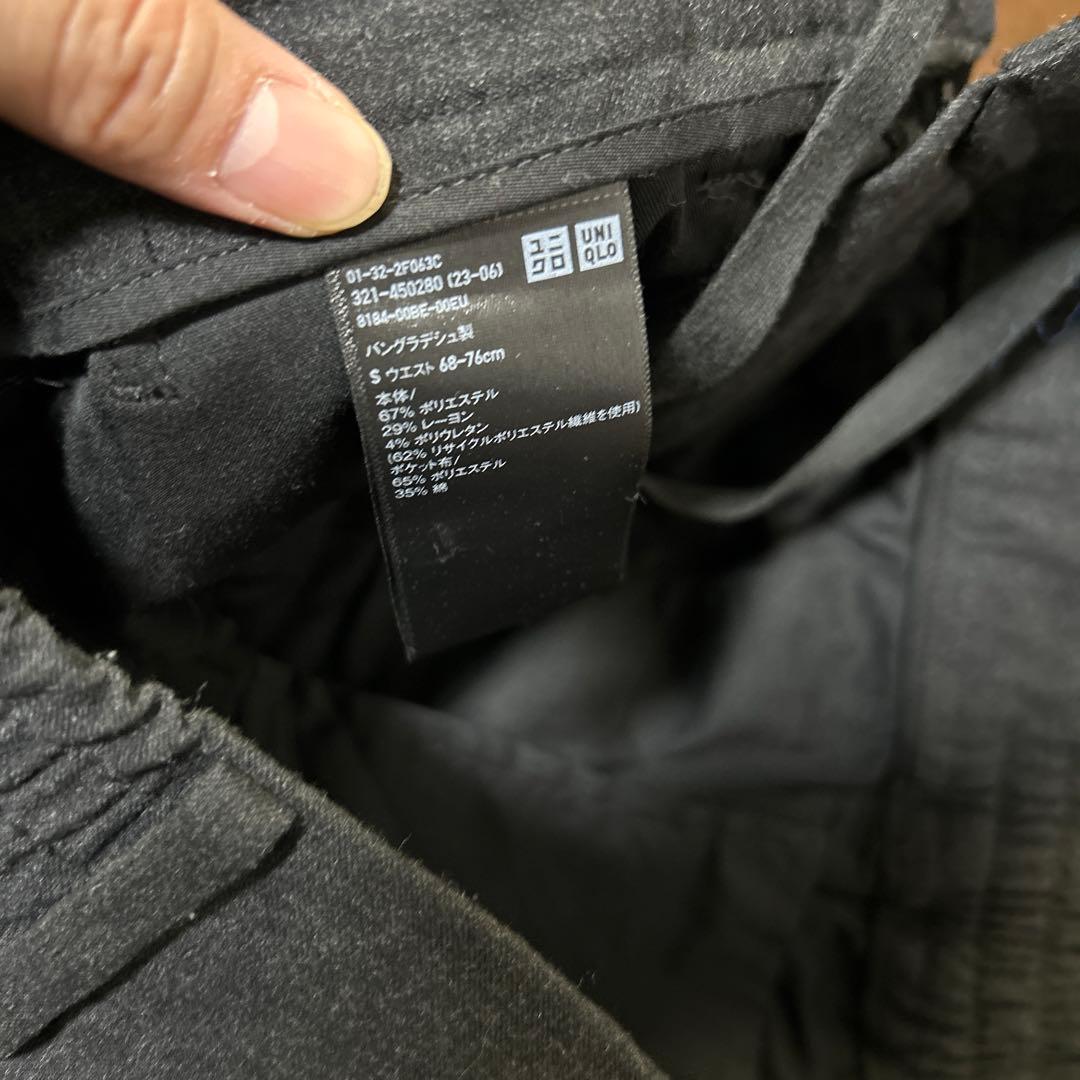 ユニクロ UNIQLO
01-32-2F063C
321-450280 (23-06)
8184-00BE-00EU
バングラデシュ製
S ウエスト 68-76cm
本体/
67% ポリエステル
29% レーヨン
4% ポリウレタン
(62% リサイクルポリエステル繊維を使用)
ポケット布/
65% ポリエステル
35% 綿